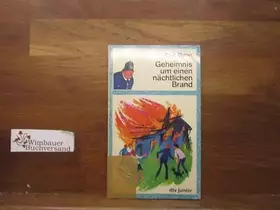 Geheimnis
um einen
nächtlichen
Brand
dtv junior
Wimbauer
Buchversand